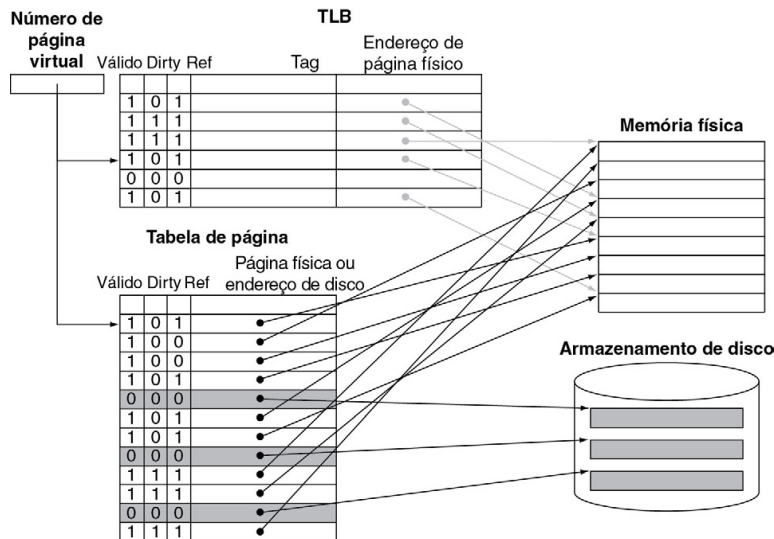 Número de
página
virtual
TLB
Válido Dirty Ref
Tag
Endereço de
página físico
1 0 1
1 1 1
1 1 1
1 0 1
0 0 0
1 0 1
Memória física
Tabela de página
Válido Dirty Ref
Página física ou
endereço de disco
1 0 1
1 0 0
1 0 0
1 0 1
0 0 0
1 0 1
1 0 1
0 0 0
1 1 1
1 1 1
0 0 0
1 1 1
Armazenamento de disco